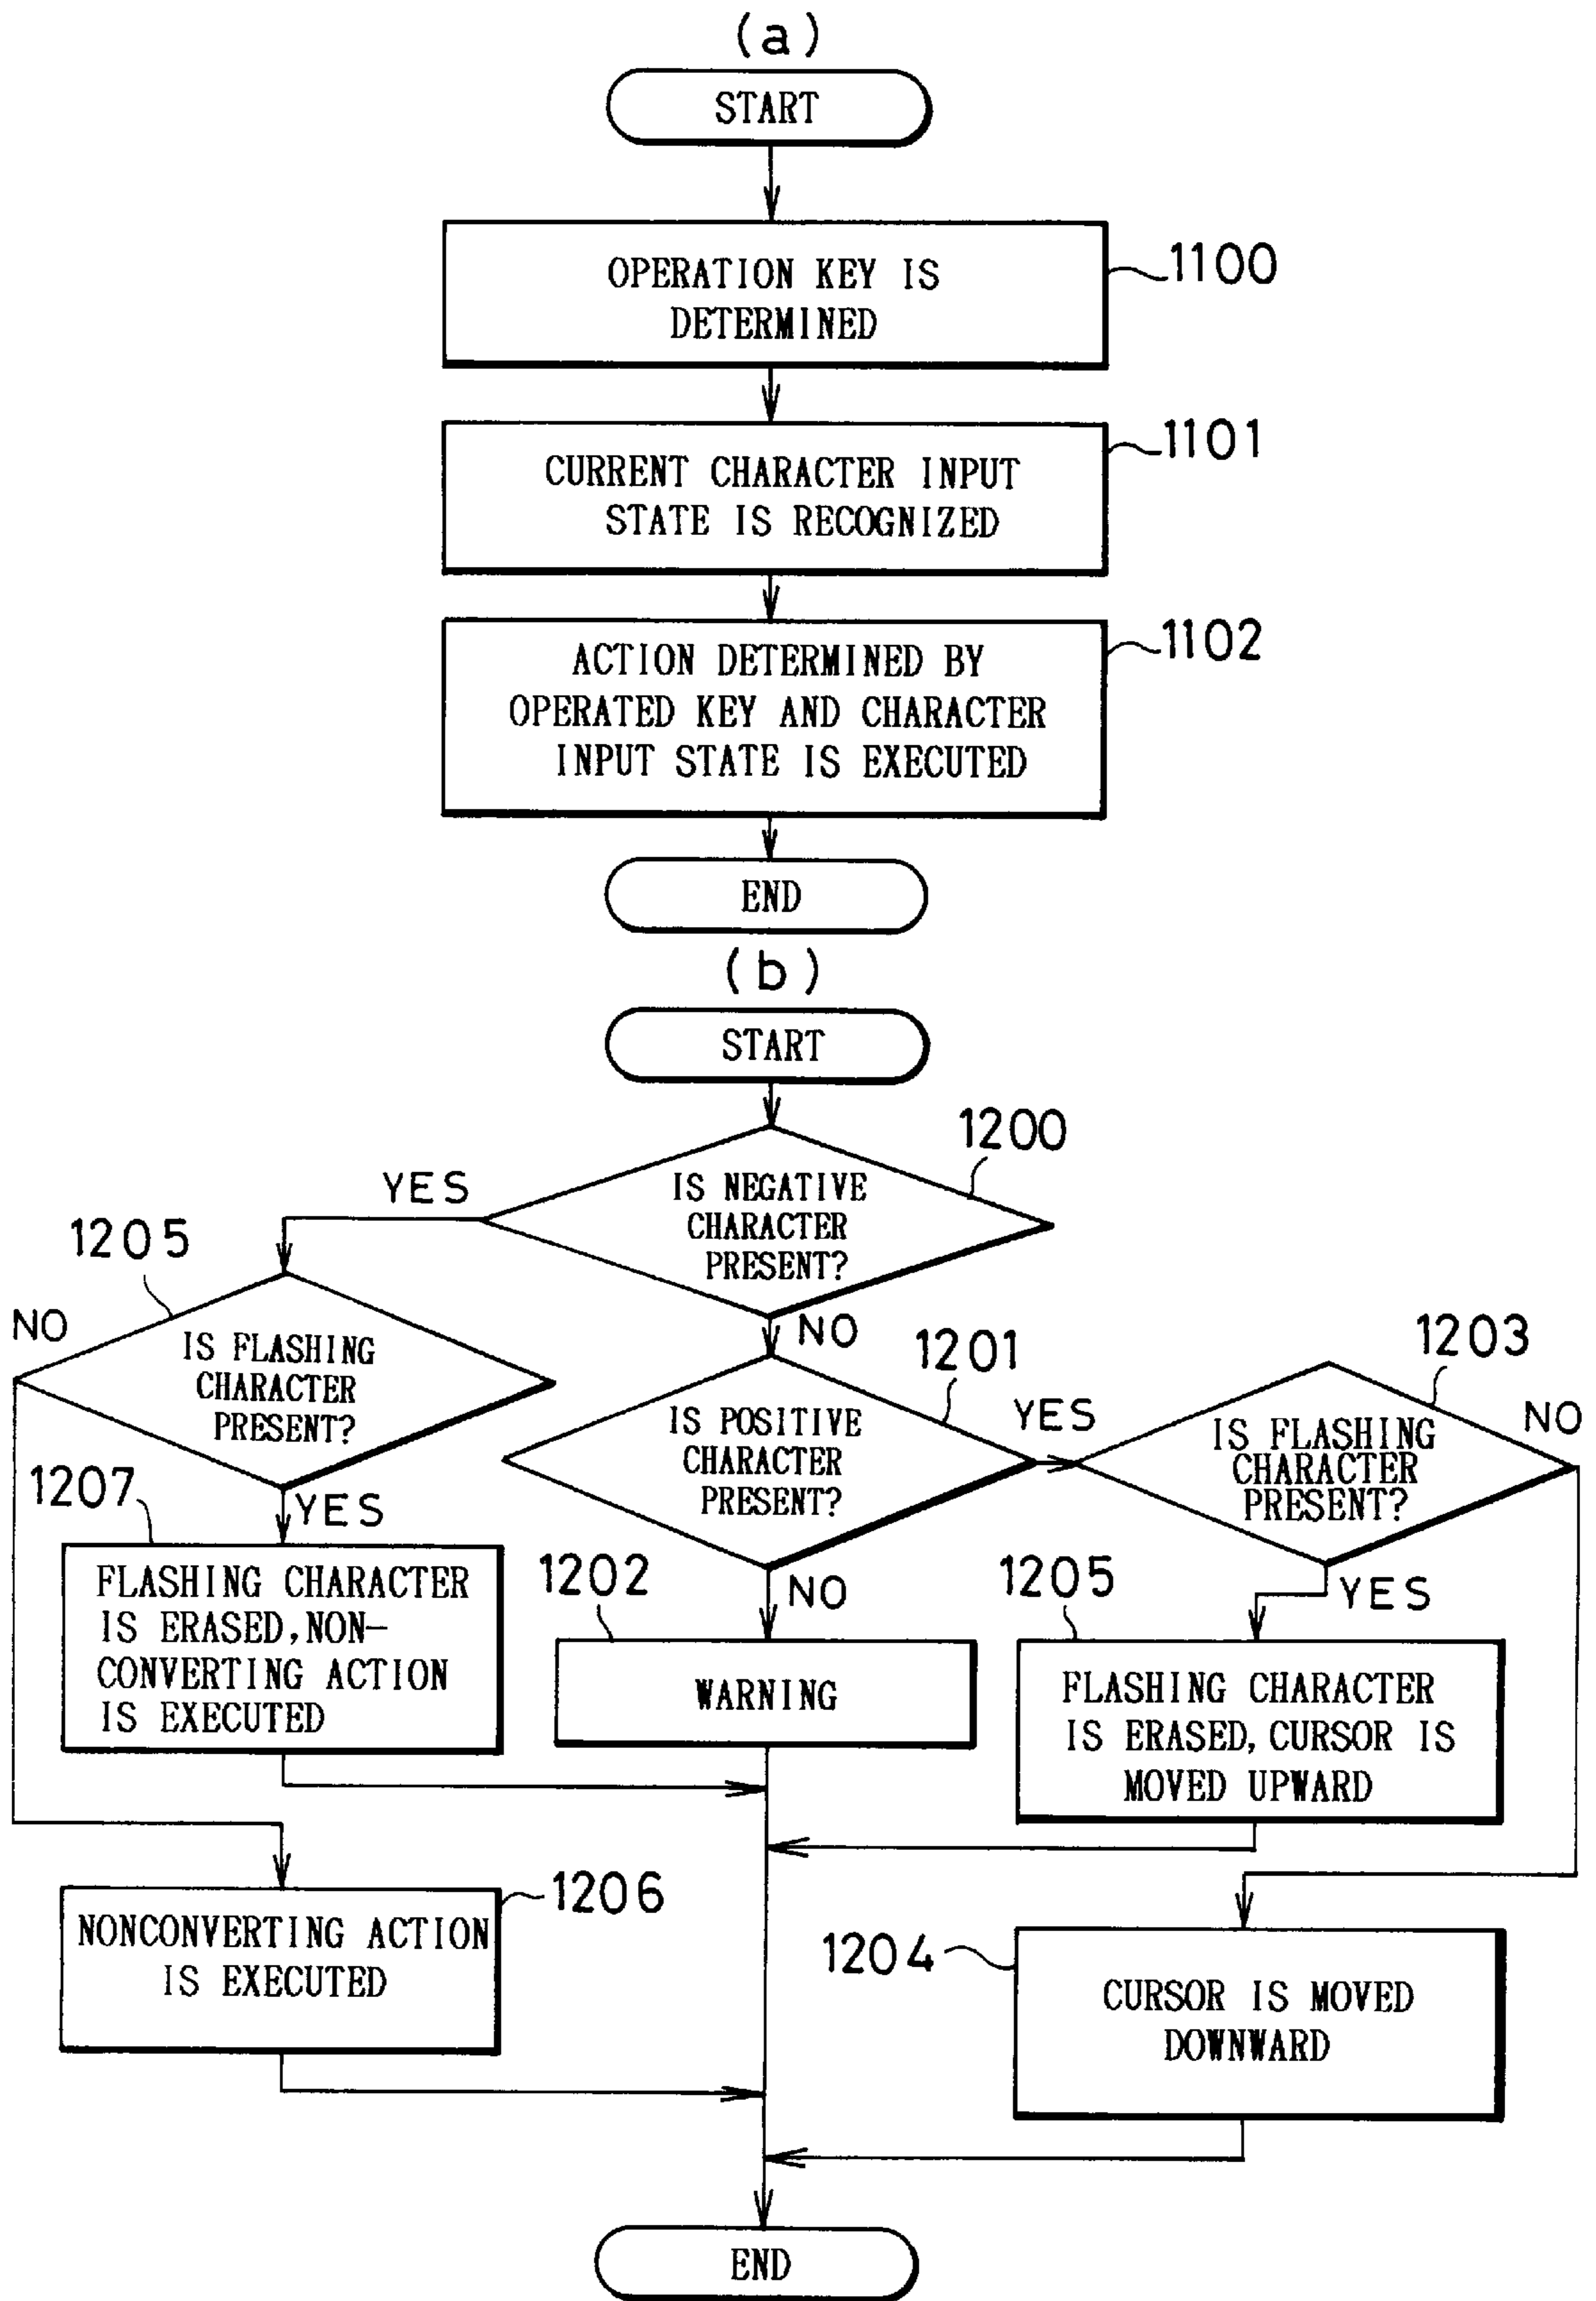 (a)
START
OPERATION KEY IS
DETERMINED
1100
CURRENT CHARACTER INPUT
STATE IS RECOGNIZED
1101
ACTION DETERMINED BY
OPERATED KEY AND CHARACTER
INPUT STATE IS EXECUTED
1102
END
(b)
START
1200
IS NEGATIVE
CHARACTER
PRESENT?
YES
NO
1205
IS FLASHING
CHARACTER
PRESENT?
NO
YES
1201
IS POSITIVE
CHARACTER
PRESENT?
YES
NO
1203
IS FLASHING
CHARACTER
PRESENT?
NO
YES
1207
FLASHING CHARACTER
IS ERASED, NON-
CONVERTING ACTION
IS EXECUTED
1202
WARNING
1205
FLASHING CHARACTER
IS ERASED, CURSOR IS
MOVED UPWARD
1206
NONCONVERTING ACTION
IS EXECUTED
1204
CURSOR IS MOVED
DOWNWARD
END